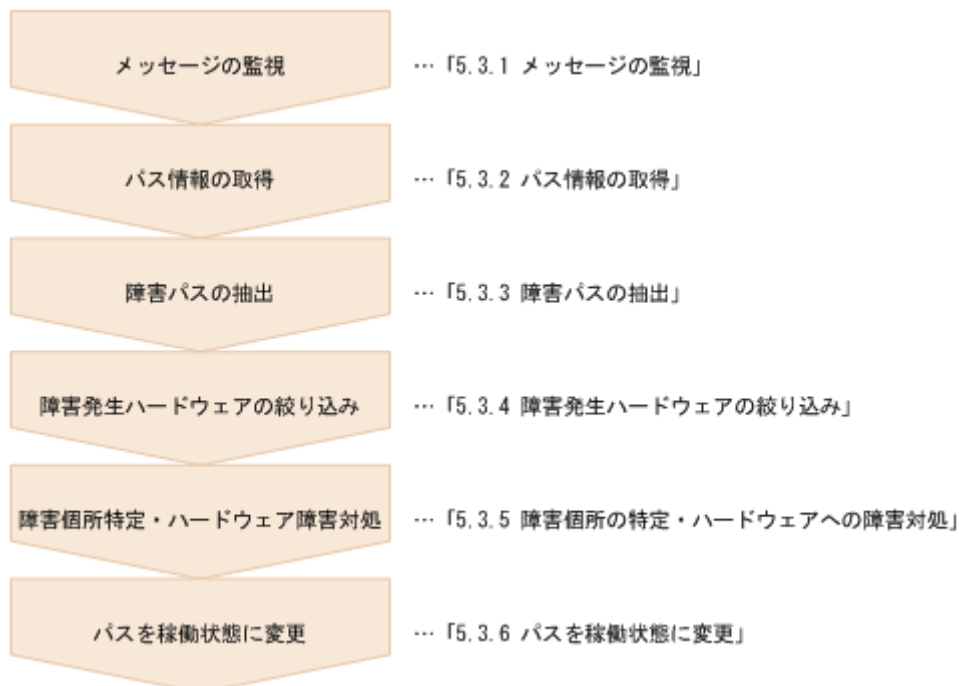 メッセージの監視 …「5.3.1 メッセージの監視」
パス情報の取得 …「5.3.2 パス情報の取得」
障害パスの抽出 …「5.3.3 障害パスの抽出」
障害発生ハードウェアの絞り込み …「5.3.4 障害発生ハードウェアの絞り込み」
障害個所特定・ハードウェア障害対処 …「5.3.5 障害個所の特定・ハードウェアへの障害対処」
パスを稼働状態に変更 …「5.3.6 パスを稼働状態に変更」